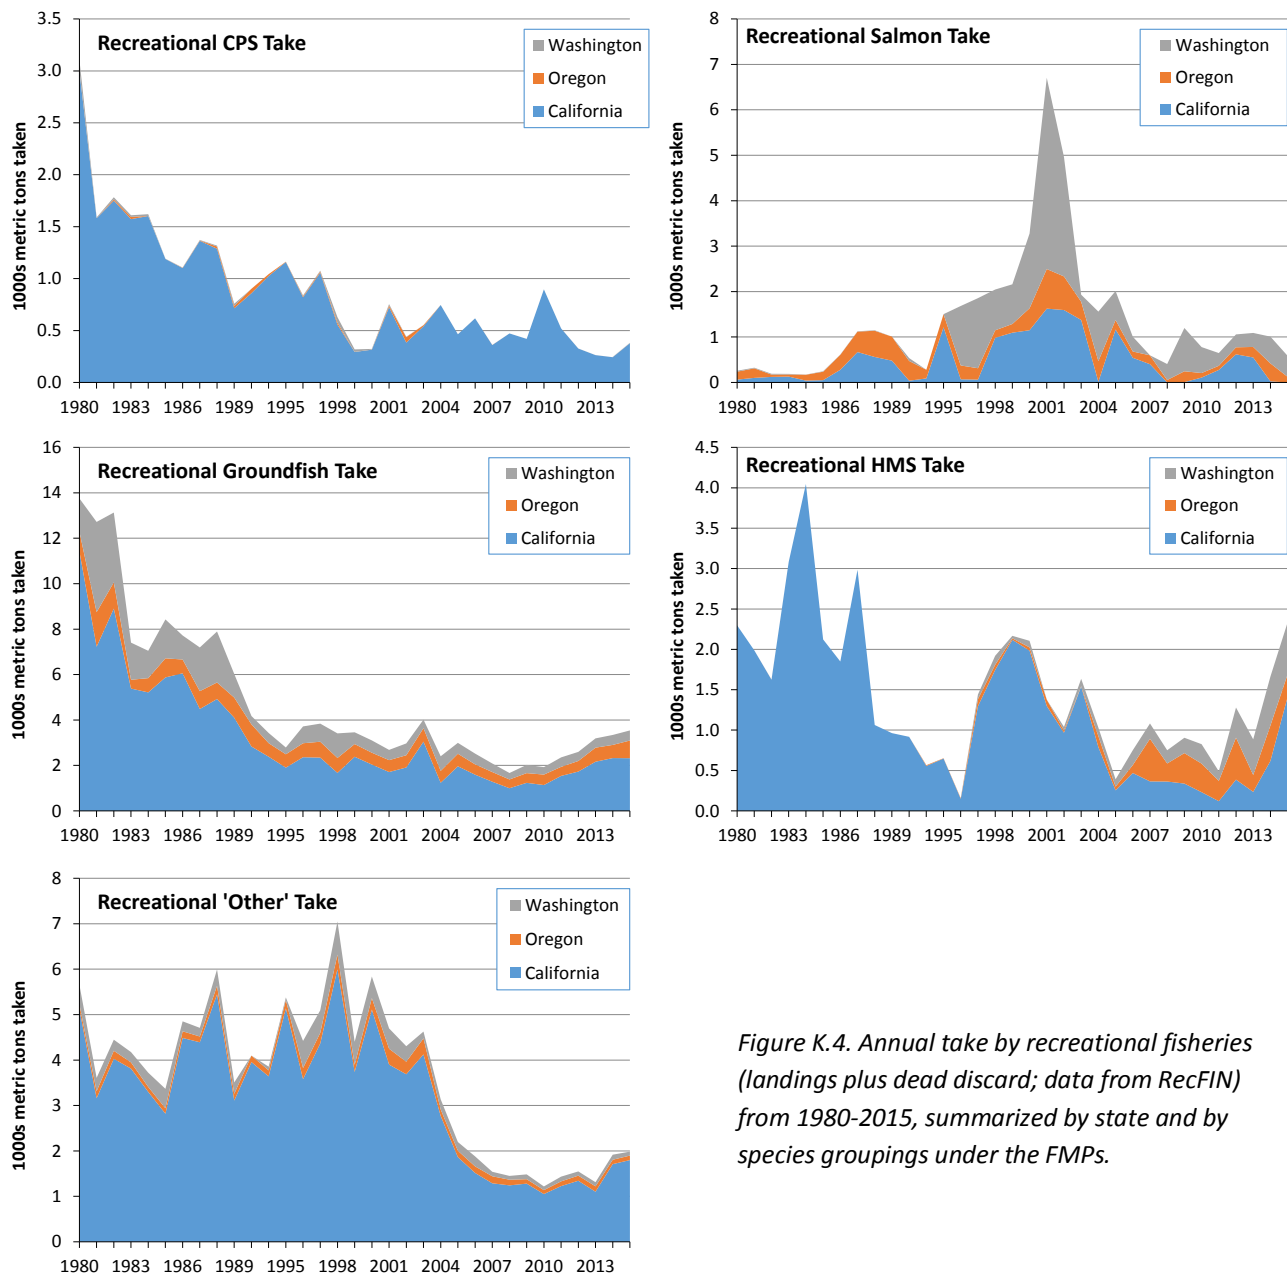 Recreational CPS Take
1000s metric tons taken
3.5
3.0
2.5
2.0
1.5
1.0
0.5
0.0
Washington
Oregon
California
1980 1983 1986 1989 1995 1998 2001 2004 2007 2010 2013
Recreational Salmon Take
1000s metric tons taken
8
7
6
5
4
3
2
1
0
Washington
Oregon
California
1980 1983 1986 1989 1995 1998 2001 2004 2007 2010 2013
Recreational Groundfish Take
1000s metric tons taken
16
14
12
10
8
6
4
2
0
Washington
Oregon
California
1980 1983 1986 1989 1995 1998 2001 2004 2007 2010 2013
Recreational HMS Take
1000s metric tons taken
4.5
4.0
3.5
3.0
2.5
2.0
1.5
1.0
0.5
0.0
Washington
Oregon
California
1980 1983 1986 1989 1995 1998 2001 2004 2007 2010 2013
Recreational 'Other' Take
1000s metric tons taken
8
7
6
5
4
3
2
1
0
Washington
Oregon
California
1980 1983 1986 1989 1995 1998 2001 2004 2007 2010 2013
Figure K.4. Annual take by recreational fisheries
(landings plus dead discard; data from RecFIN)
from 1980-2015, summarized by state and by
species groupings under the FMPs.